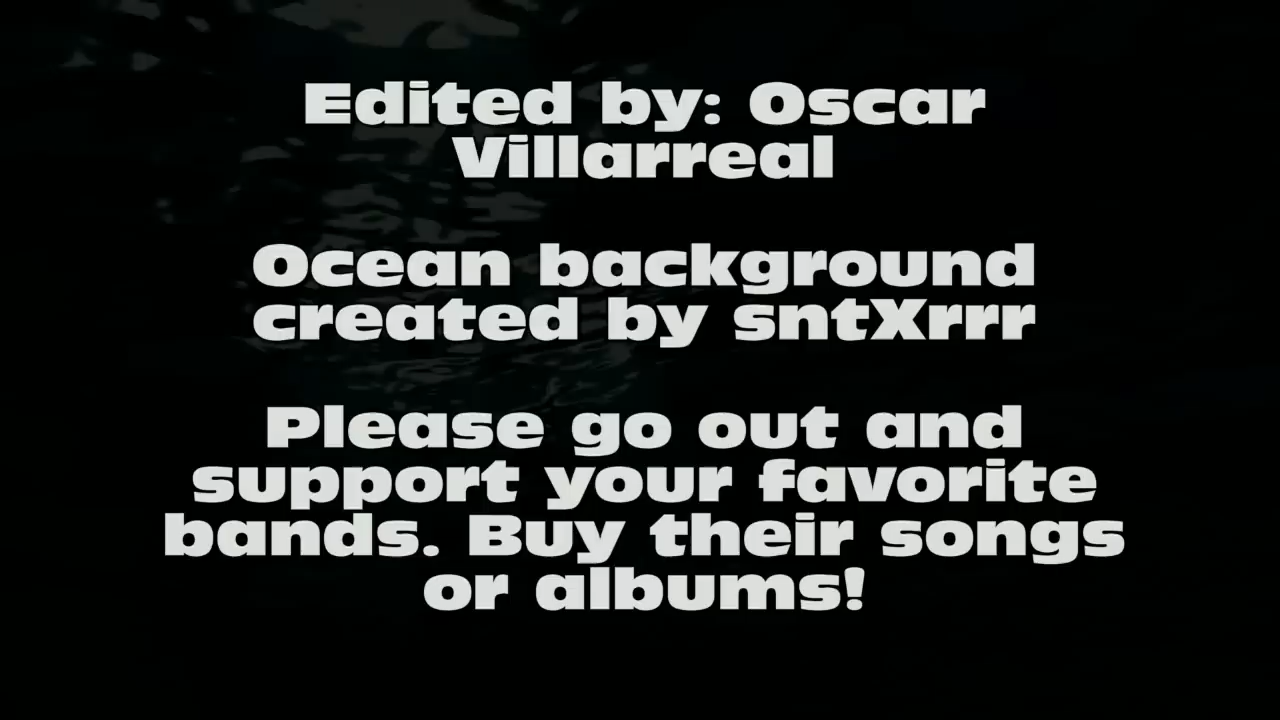 Edited by: Oscar
Villarreal
Ocean background
created by sntXrrr
Please go out and
support your favorite
bands. Buy their songs
or albums!